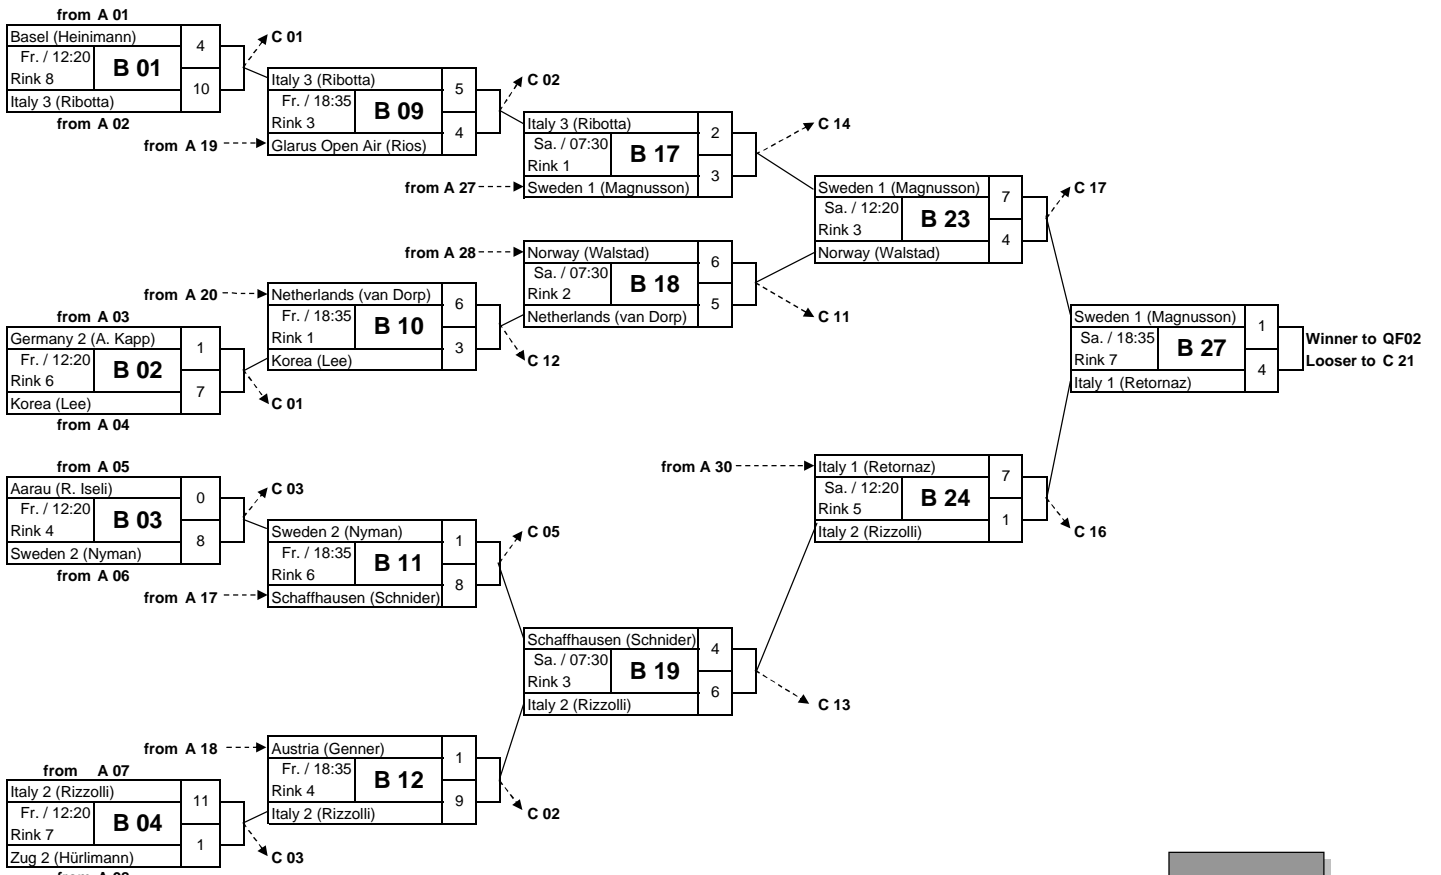 from A 01
Basel (Heinimann) 4
Fr. / 12:20
Rink 8
B 01
10
Italy 3 (Ribotta)
from A 02
C 01
Italy 3 (Ribotta) 5
Fr. / 18:35
Rink 3
B 09
4
Glarus Open Air (Rios)
from A 19
C 02
Italy 3 (Ribotta) 2
Sa. / 07:30
Rink 1
B 17
3
Sweden 1 (Magnusson)
from A 27
C 14
Sweden 1 (Magnusson) 7
Sa. / 12:20
Rink 3
B 23
4
Norway (Walstad)
C 17
from A 28
Norway (Walstad) 6
Sa. / 07:30
Rink 2
B 18
5
Netherlands (van Dorp)
C 11
from A 20
Netherlands (van Dorp) 6
Fr. / 18:35
Rink 1
B 10
3
Korea (Lee)
C 12
from A 03
Germany 2 (A. Kapp) 1
Fr. / 12:20
Rink 6
B 02
7
Korea (Lee)
from A 04
C 01
Sweden 1 (Magnusson) 1
Sa. / 18:35
Rink 7
B 27
4
Italy 1 (Retornaz)
Winner to QF02
Looser to C 21
from A 05
Aarau (R. Iseli) 0
Fr. / 12:20
Rink 4
B 03
8
Sweden 2 (Nyman)
from A 06
C 03
Sweden 2 (Nyman) 1
Fr. / 18:35
Rink 6
B 11
8
Schaffhausen (Schnider)
from A 17
C 05
from A 30
Italy 1 (Retornaz) 7
Sa. / 12:20
Rink 5
B 24
1
Italy 2 (Rizzolli)
C 16
Schaffhausen (Schnider) 4
Sa. / 07:30
Rink 3
B 19
6
Italy 2 (Rizzolli)
C 13
from A 18
Austria (Genner) 1
Fr. / 18:35
Rink 4
B 12
9
Italy 2 (Rizzolli)
C 02
from A 07
Italy 2 (Rizzolli) 11
Fr. / 12:20
Rink 7
B 04
1
Zug 2 (Hürlimann)
C 03